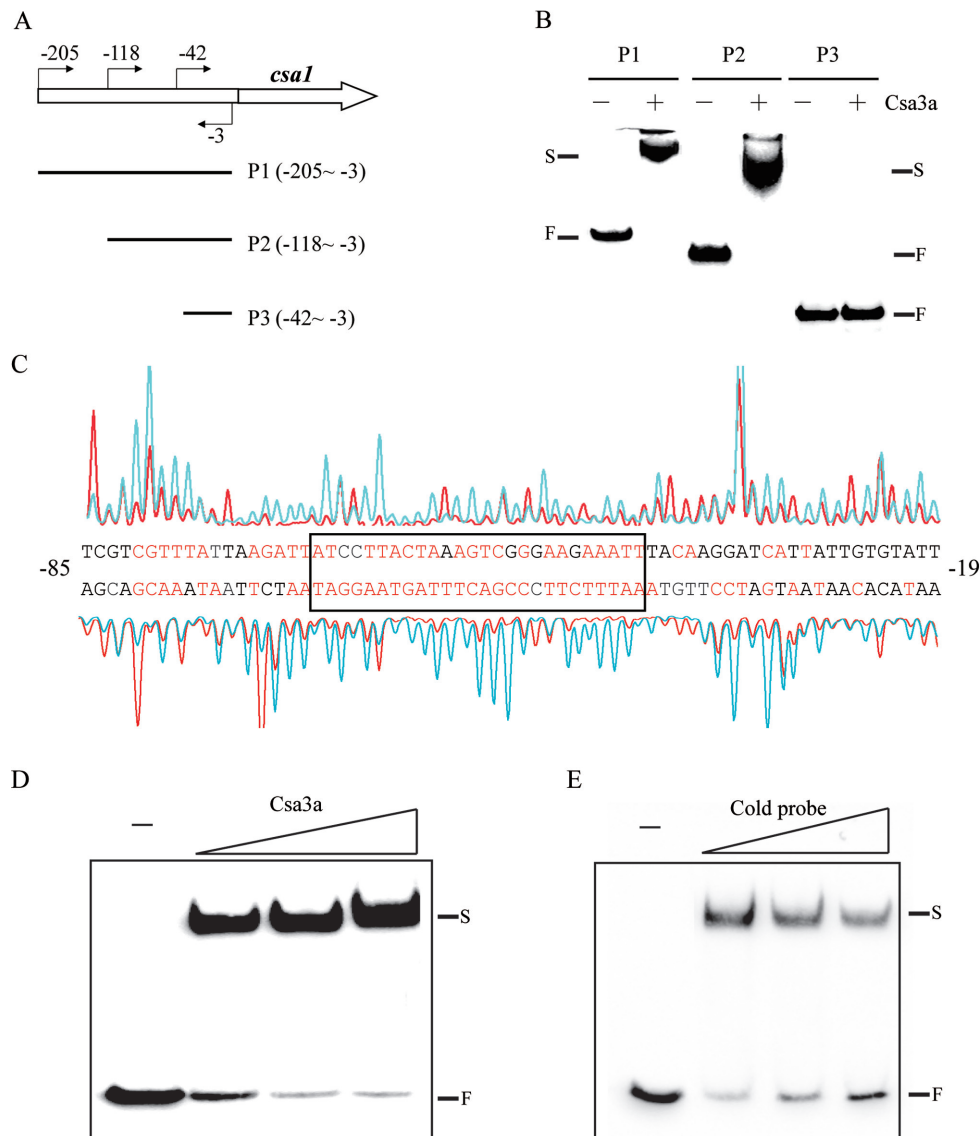 A
-205
-118
-42
csa1
-3
P1 (-205~ -3)
P2 (-118~ -3)
P3 (-42~ -3)
B
P1
P2
P3
− + − + − + Csa3a
S
S
F
F
F
C
TCGTCGTTTATTAAGATTATCCTTACTAAAGTCGGGAAGAAATTTACAAGGATCATTATTGTGTATT
-85
-19
AGCAGCAAATAATTCTAATAGGAATGATTTCAGCCCTTCTTTAAATGTTCCTAGTAATAACACATAA
D
− Csa3a
S
F
E
− Cold probe
S
F